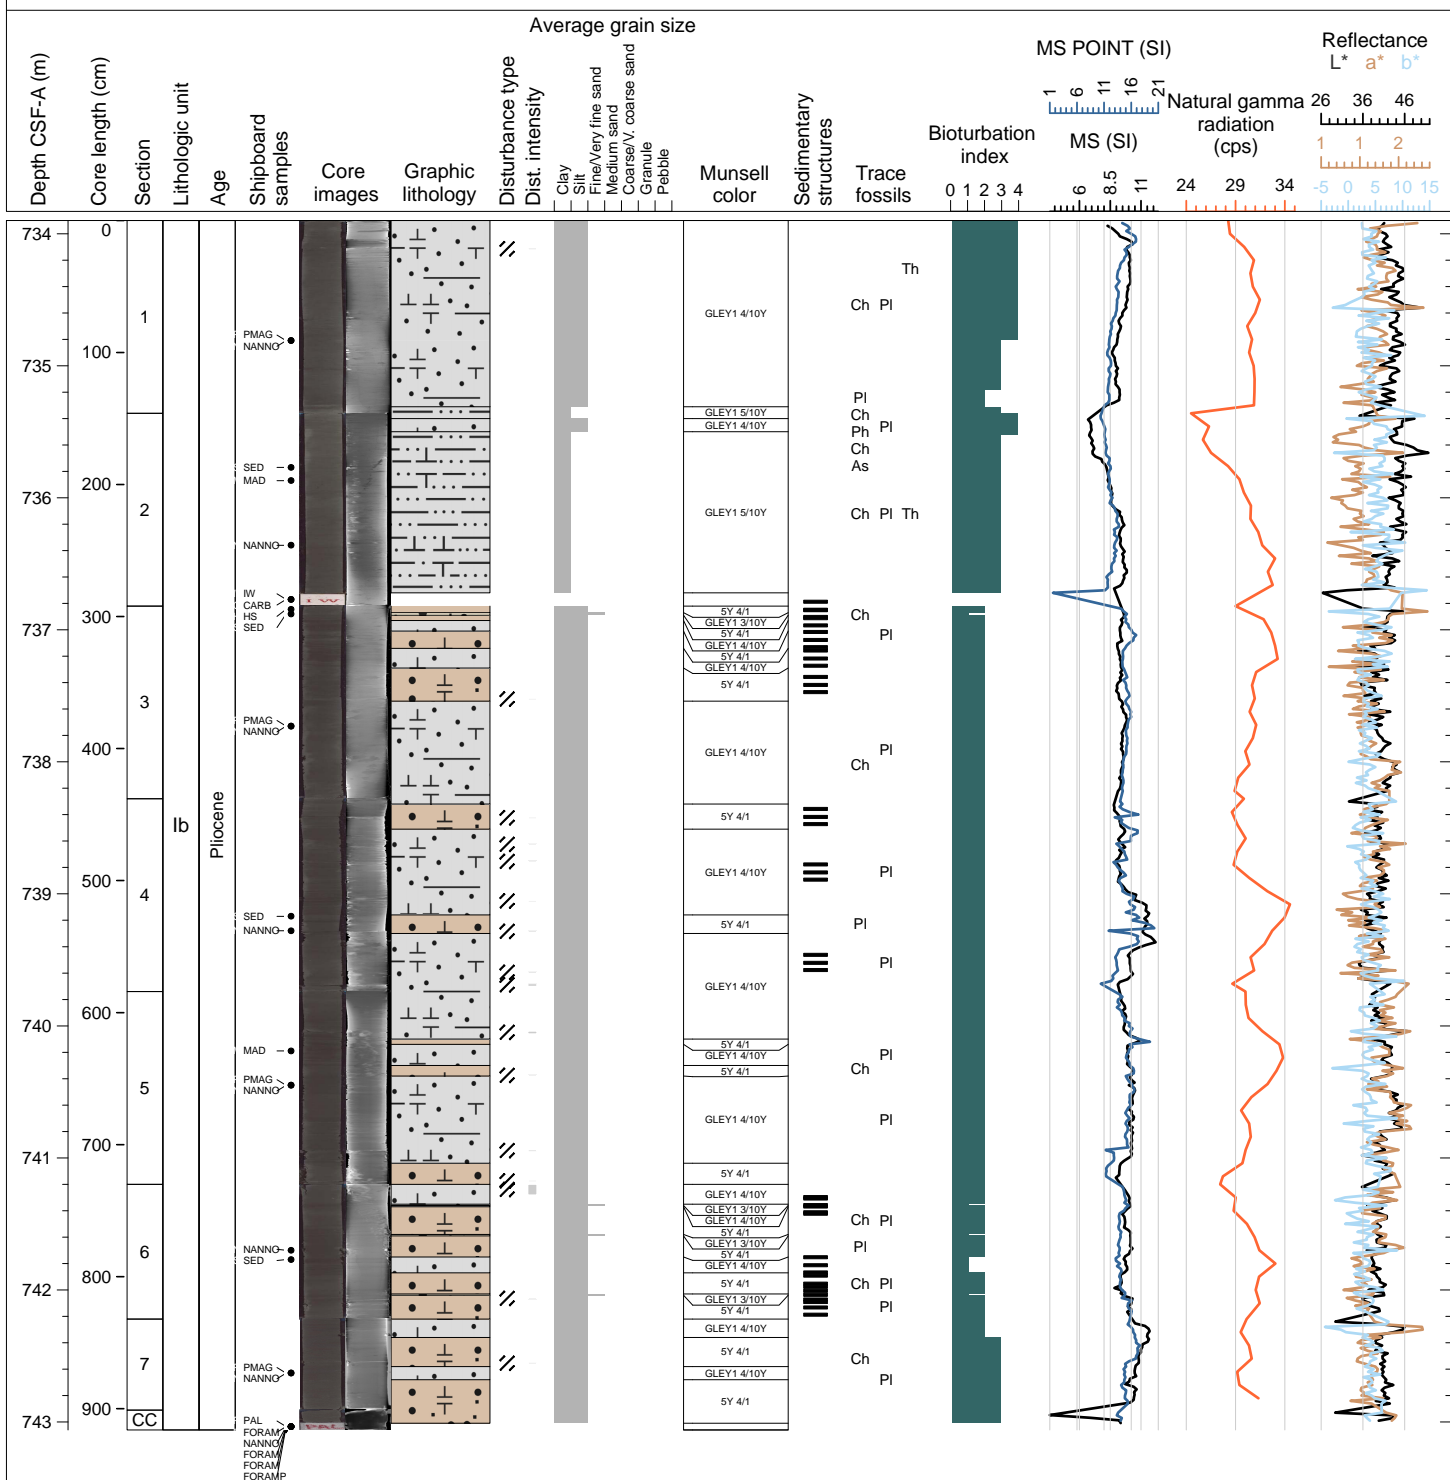 Average grain size
Depth CSF-A (m)
Core length (cm)
Section
Lithologic unit
Age
Shipboard
samples
Core
images
Graphic
lithology
Disturbance type
Dist. intensity
Clay
Silt
Fine/Very fine sand
Medium sand
Coarse/V. coarse sand
Granule
Pebble
Munsell
color
Sedimentary
structures
Trace
fossils
Bioturbation
index
0 1 2 3 4
MS POINT (SI)
1 6 11 16 21
MS (SI)
6 8.5 11
Natural gamma
radiation
(cps)
24 29 34
Reflectance
L* a* b*
26 36 46
1 1 2
-5 0 5 10 15
734
735
736
737
738
739
740
741
742
743
0
100
200
300
400
500
600
700
800
900
1
2
3
4
5
6
7
CC
Ib
Pliocene
PMAG
NANNO
SED
MAD
NANNO
IW
CARB
HS
SED
PMAG
NANNO
SED
NANNO
MAD
PMAG
NANNO
NANNO
SED
PMAG
NANNO
PAL
FORAM
NANNO
FORAM
FORAM
FORAMP
I W
PAL
GLEY1 4/10Y
GLEY1 5/10Y
GLEY1 4/10Y
GLEY1 5/10Y
5Y 4/1
GLEY1 3/10Y
5Y 4/1
GLEY1 4/10Y
5Y 4/1
GLEY1 4/10Y
5Y 4/1
GLEY1 4/10Y
5Y 4/1
GLEY1 4/10Y
5Y 4/1
GLEY1 4/10Y
5Y 4/1
GLEY1 4/10Y
5Y 4/1
GLEY1 4/10Y
5Y 4/1
GLEY1 4/10Y
GLEY1 3/10Y
GLEY1 4/10Y
5Y 4/1
GLEY1 3/10Y
5Y 4/1
GLEY1 4/10Y
5Y 4/1
GLEY1 3/10Y
5Y 4/1
GLEY1 4/10Y
5Y 4/1
GLEY1 4/10Y
5Y 4/1
Th
Ch Pl
Pl
Ch
Ph Pl
Ch
As
Ch Pl Th
Ch
Pl
Pl
Ch
Pl
Pl
Pl
Pl
Ch
Pl
Ch Pl
Pl
Ch Pl
Pl
Ch
Pl